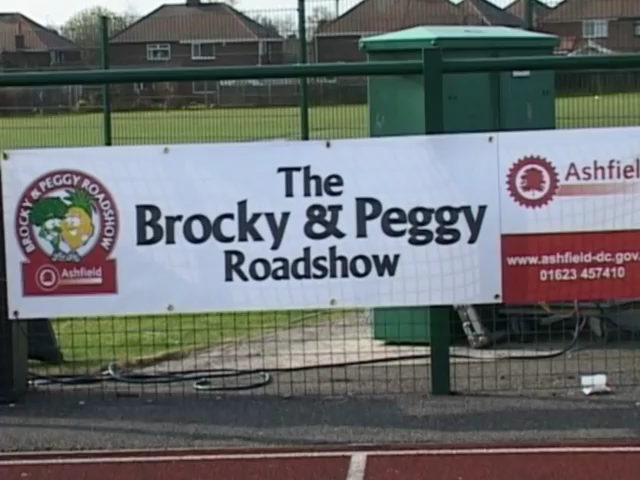 The
Brocky & Peggy
Roadshow
BROCKY & PEGGY ROADSHOW
Ashfield
Ashfiel
www.ashfield-dc.gov.
01623 457410